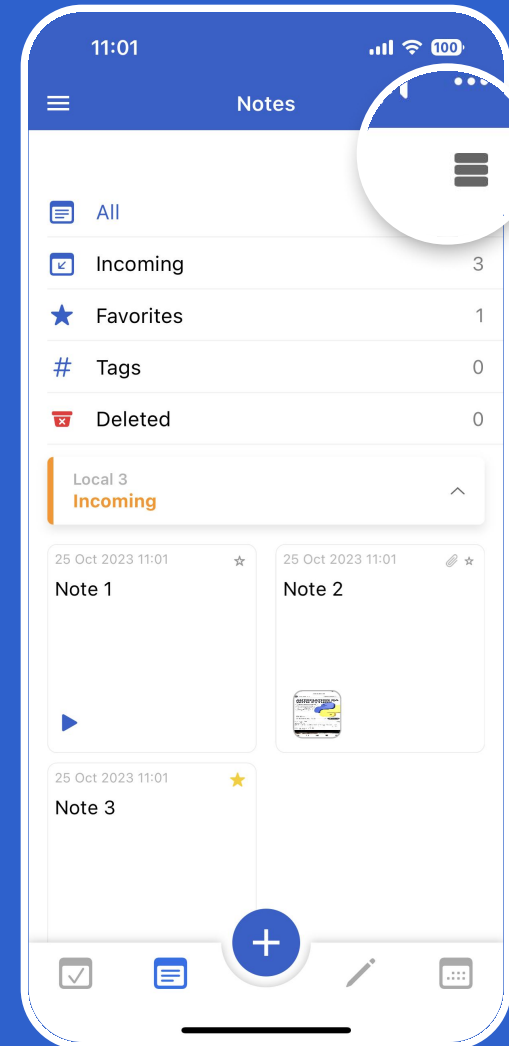 11:01
100
Notes
All
Incoming 3
Favorites 1
# Tags 0
Deleted 0
Local 3
Incoming
25 Oct 2023 11:01
Note 1
25 Oct 2023 11:01
Note 2
25 Oct 2023 11:01
Note 3